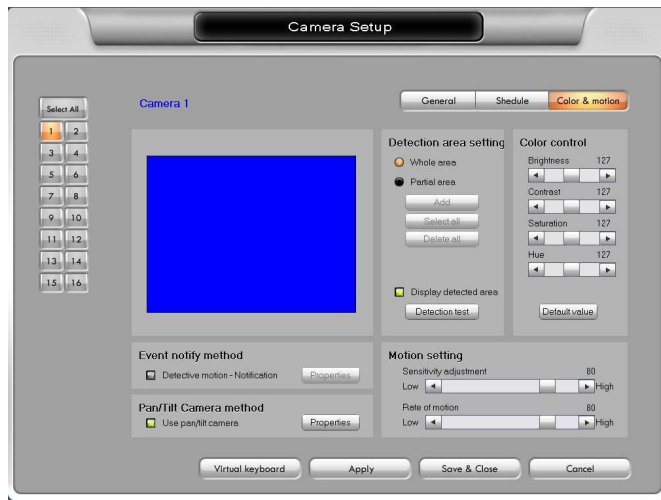 Camera Setup
Select All
1 2
3 4
5 6
7 8
9 10
11 12
13 14
15 16
Camera 1
General Shedule Color & motion
Detection area setting
Whole area
Partial area
Add
Select all
Delete all
Display detected area
Detection test
Color control
Brightness 127
Contrast 127
Saturation 127
Hue 127
Default value
Event notify method
Detective motion - Notification Properties
Pan/Tilt Camera method
Use pan/tilt camera Properties
Motion setting
Sensitivity adjustment 80
Low High
Rate of motion 80
Low High
Virtual keyboard Apply Save & Close Cancel